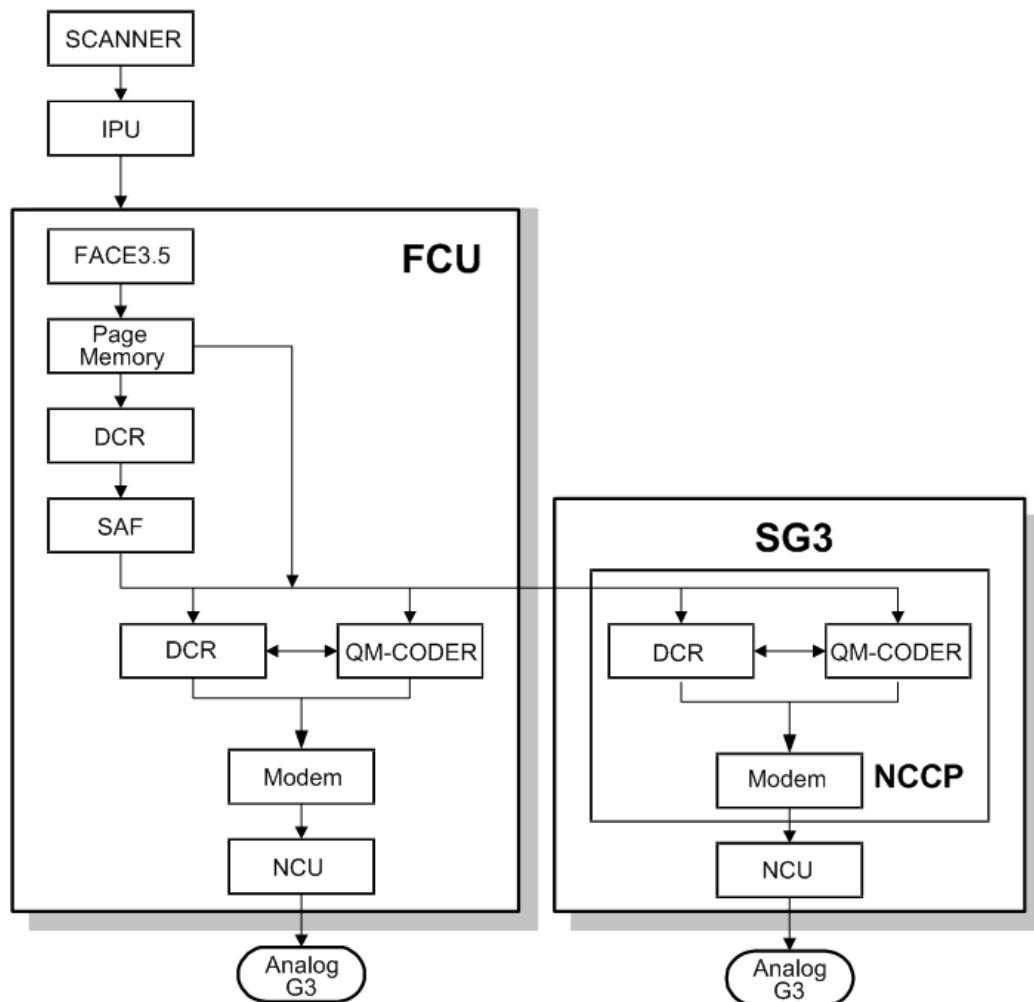 SCANNER
IPU
FCU
FACE3.5
Page
Memory
DCR
SAF
SG3
DCR
QM-CODER
DCR
QM-CODER
Modem
Modem
NCCP
NCU
NCU
Analog
G3
Analog
G3